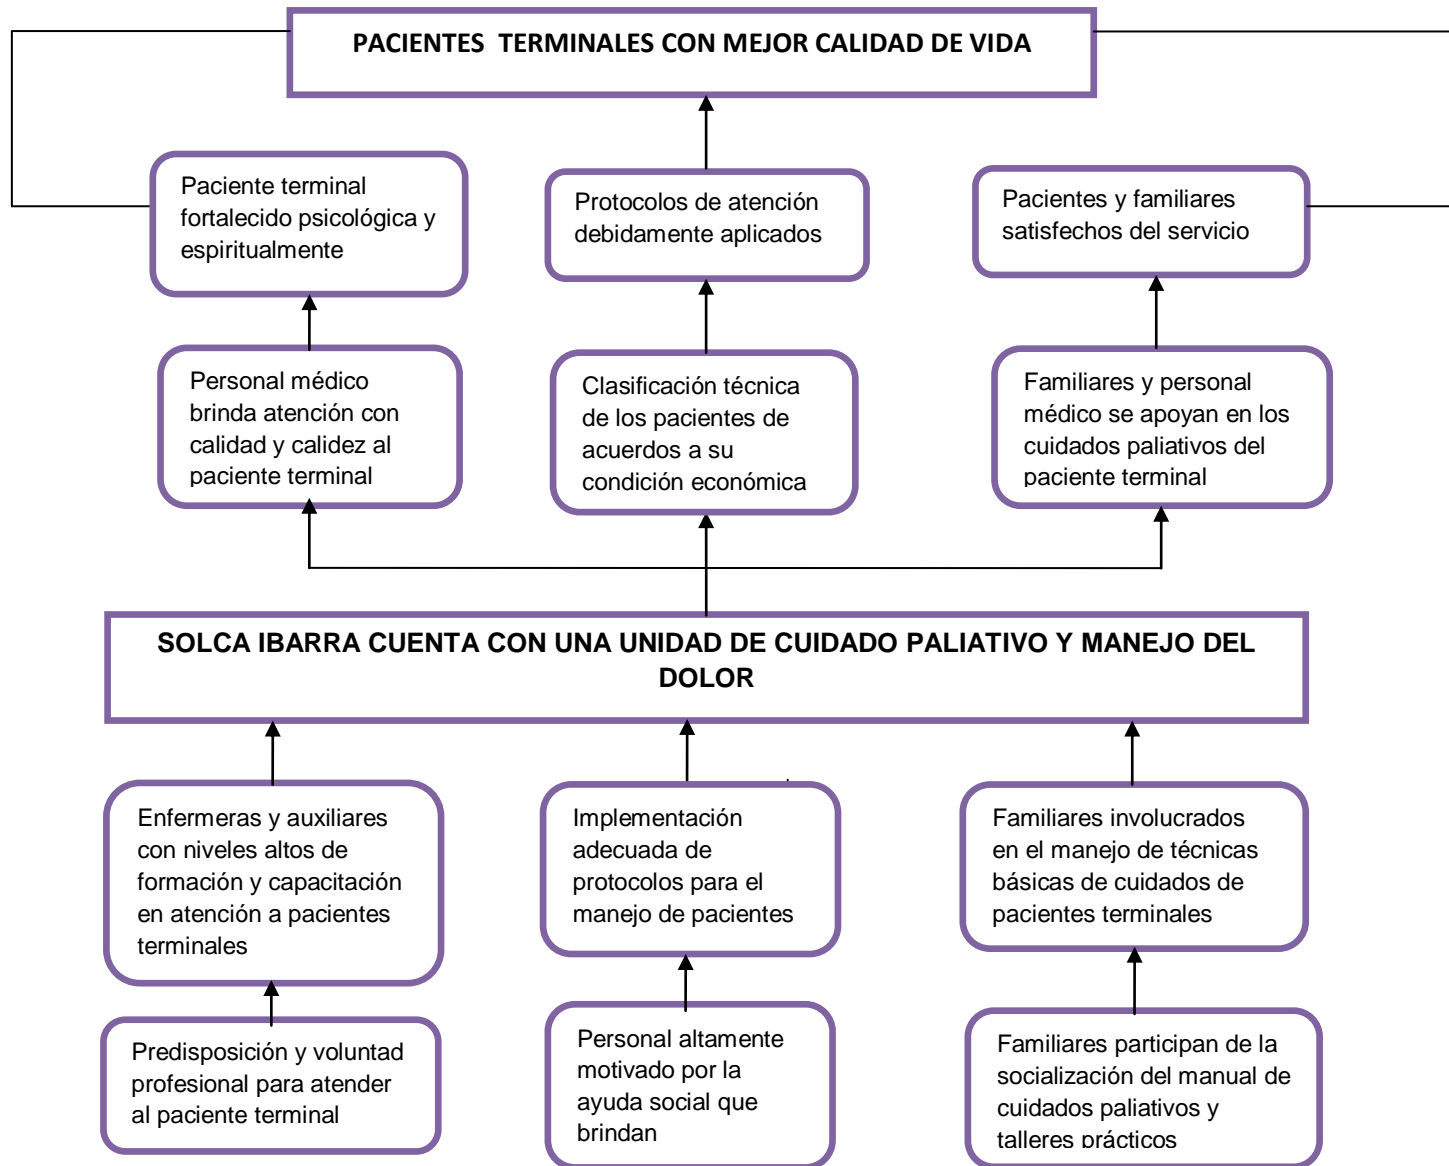 PACIENTES TERMINALES CON MEJOR CALIDAD DE VIDA
Paciente terminal
fortalecido psicológica y
espiritualmente
Protocolos de atención
debidamente aplicados
Pacientes y familiares
satisfechos del servicio
Personal médico
brinda atención con
calidad y calidez al
paciente terminal
Clasificación técnica
de los pacientes de
acuerdos a su
condición económica
Familiares y personal
médico se apoyan en los
cuidados paliativos del
paciente terminal
SOLCA IBARRA CUENTA CON UNA UNIDAD DE CUIDADO PALIATIVO Y MANEJO DEL
DOLOR
Enfermeras y auxiliares
con niveles altos de
formación y capacitación
en atención a pacientes
terminales
Implementación
adecuada de
protocolos para el
manejo de pacientes
Familiares involucrados
en el manejo de técnicas
básicas de cuidados de
pacientes terminales
Predisposición y voluntad
profesional para atender
al paciente terminal
Personal altamente
motivado por la
ayuda social que
brindan
Familiares participan de la
socialización del manual de
cuidados paliativos y
talleres prácticos